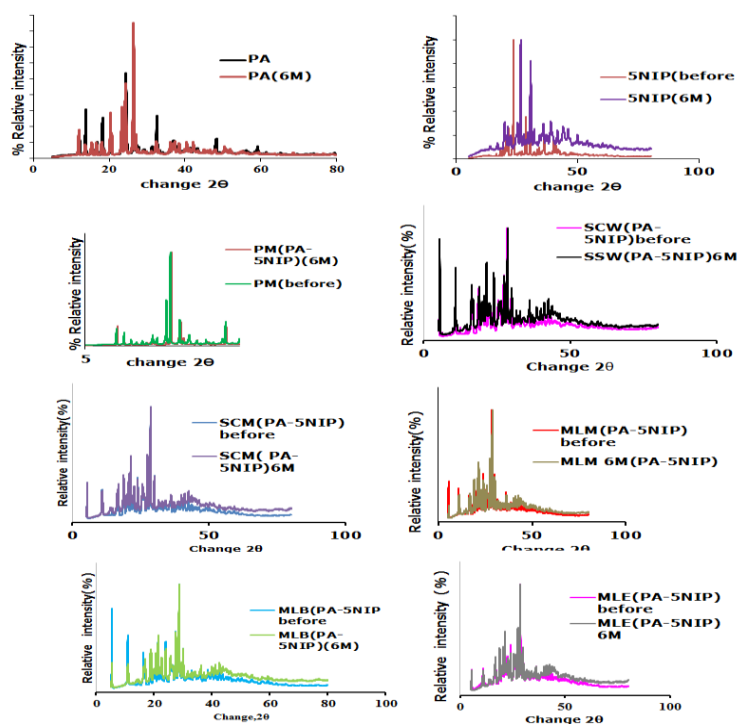 % Relative intensity
PA
PA(6M)
0
20
40
60
80
change 2Ɵ
5NIP(before
5NIP(6M)
%Relative intensity
0
50
100
change 2Ɵ
PM(PA-
5NIP)(6M)
PM(before)
% Relative intensity
5
change 2Ɵ
SCW(PA-
5NIP)before
SSW(PA-5NIP)6M
Relative intensity(%)
0
50
100
Change 2θ
SCM(PA-5NIP)
before
SCM( PA-
5NIP)6M
Relative intensity(%)
0
50
100
Change 2θ
MLM(PA-5NIP)
before
MLM 6M(PA-5NIP)
Relative intensity(%)
0
50
100
Change 2θ
MLB(PA-5NIP
before
MLB(PA-
5NIP)(6M)
Relative intensity(%)
0
20
40
60
80
Change,2θ
MLE(PA-5NIP)
before
MLE(PA-5NIP)
6M
Relative intensity (%)
0
50
100
Change 2θ